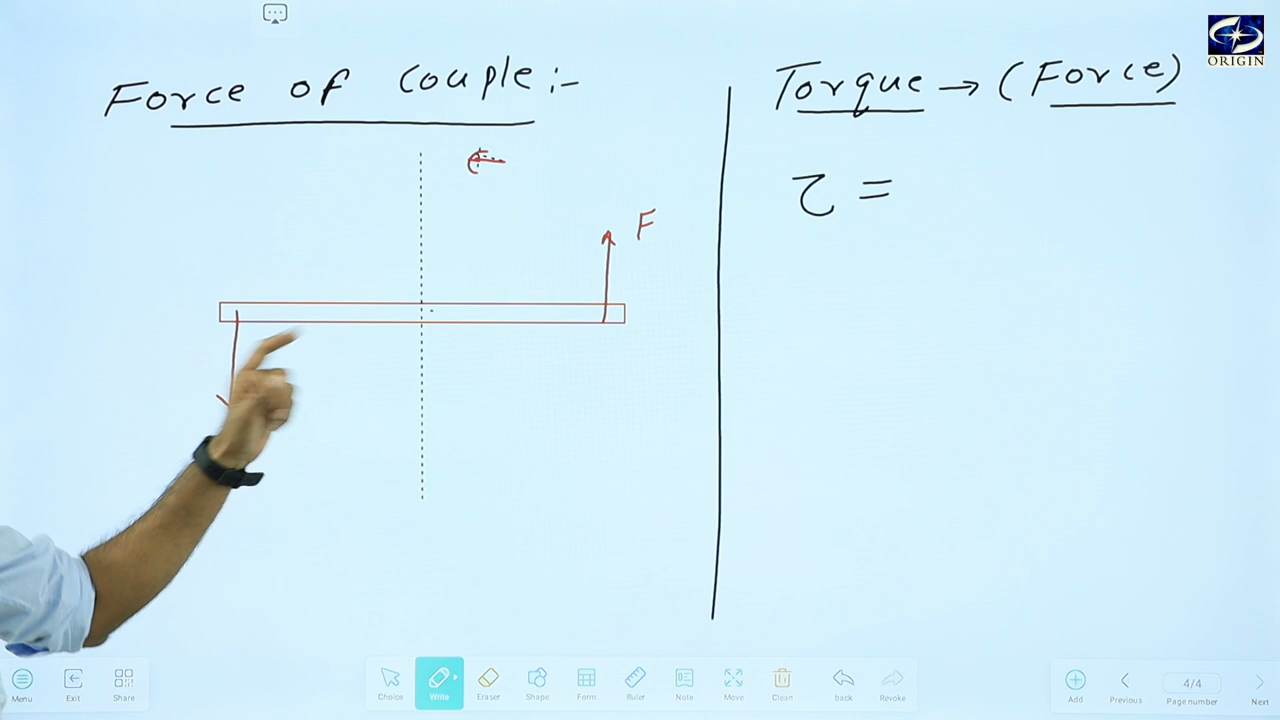 Force of couple:-
Torque → (Force)
τ =
F
ORIGIN
Menu
Exit
Share
Choice
Write
Eraser
Shape
Form
Ruler
Note
Move
Clean
back
Revoke
Add
Previous
4/4
Page number
Next